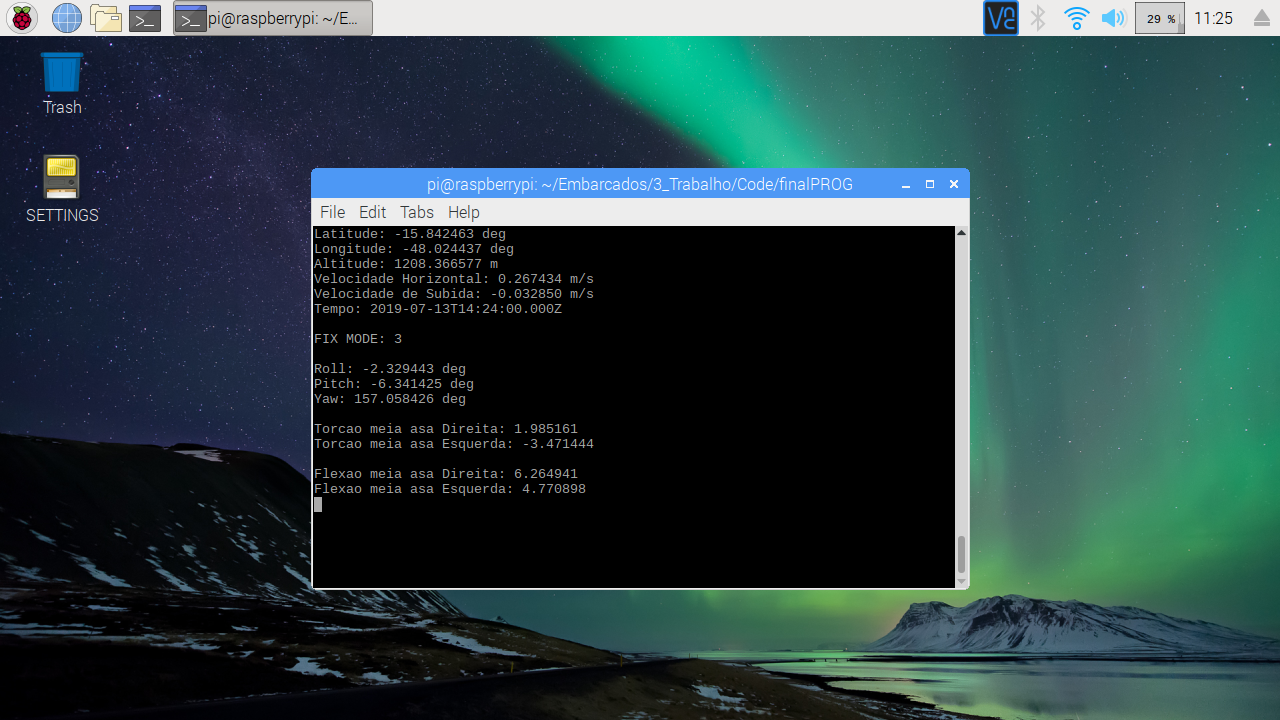 pi@raspberrypi: ~/E...
VNC
29 %
11:25
Trash
SETTINGS
pi@raspberrypi: ~/Embarcados/3_Trabalho/Code/finalPROG
File Edit Tabs Help
Latitude: -15.842463 deg
Longitude: -48.024437 deg
Altitude: 1208.366577 m
Velocidade Horizontal: 0.267434 m/s
Velocidade de Subida: -0.032850 m/s
Tempo: 2019-07-13T14:24:00.000Z
FIX MODE: 3
Roll: -2.329443 deg
Pitch: -6.341425 deg
Yaw: 157.058426 deg
Torcao meia asa Direita: 1.985161
Torcao meia asa Esquerda: -3.471444
Flexao meia asa Direita: 6.264941
Flexao meia asa Esquerda: 4.770898